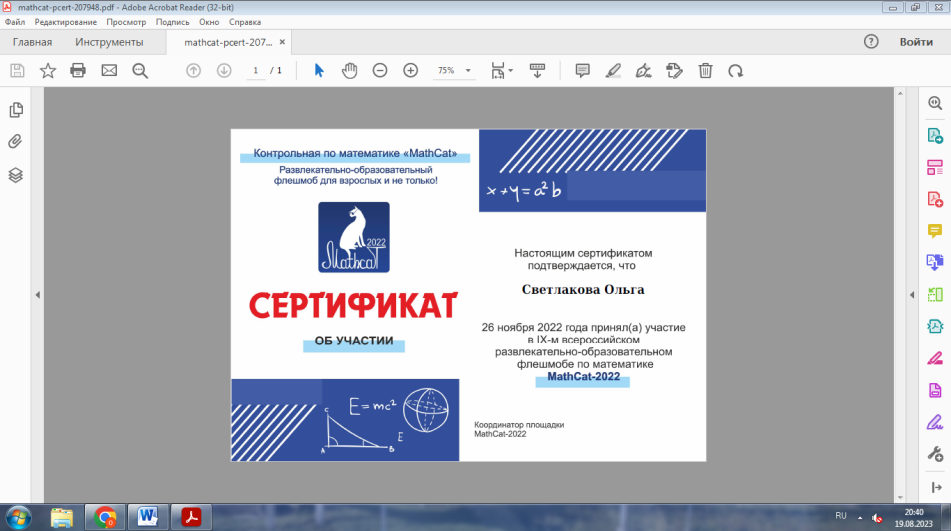 mathcat-pcert-207948.pdf - Adobe Acrobat Reader (32-bit)
Файл Редактирование Просмотр Подпись Окно Справка
Главная Инструменты mathcat-pcert-207... × Войти
1 / 1 75%
Контрольная по математике «MathCat»
Развлекательно-образовательный
флешмоб для взрослых и не только!
2022
MathcaT
СЕРТИФИКАТ
ОБ УЧАСТИИ
E = mc²
C
A
B
E
x + y = a² b
Настоящим сертификатом
подтверждается, что
Светлакова Ольга
26 ноября 2022 года принял(а) участие
в IX-м всероссийском
развлекательно-образовательном
флешмобе по математике
MathCat-2022
Координатор площадки
MathCat-2022
RU
20:40
19.08.2023